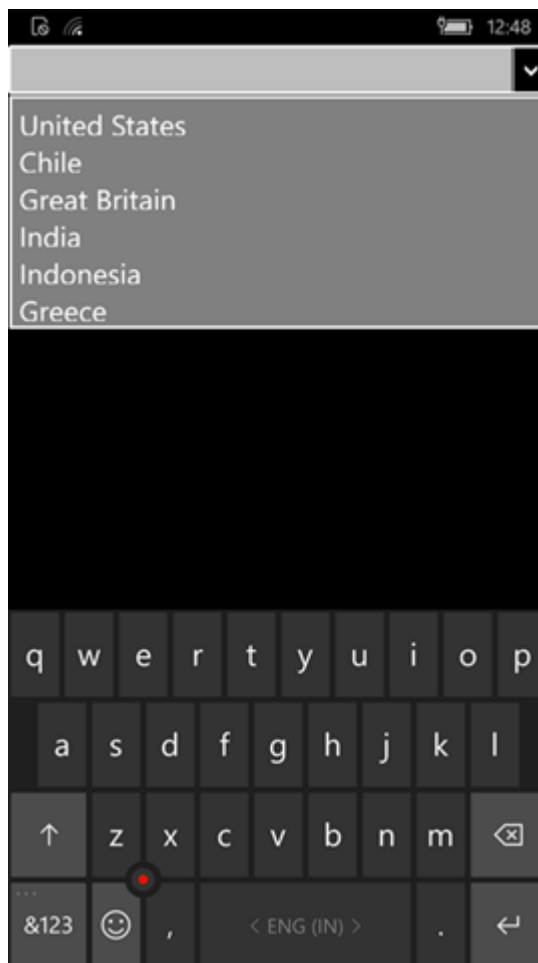 12:48
United States
Chile
Great Britain
India
Indonesia
Greece
q w e r t y u i o p
a s d f g h j k l
z x c v b n m
&123 , < ENG (IN) > .